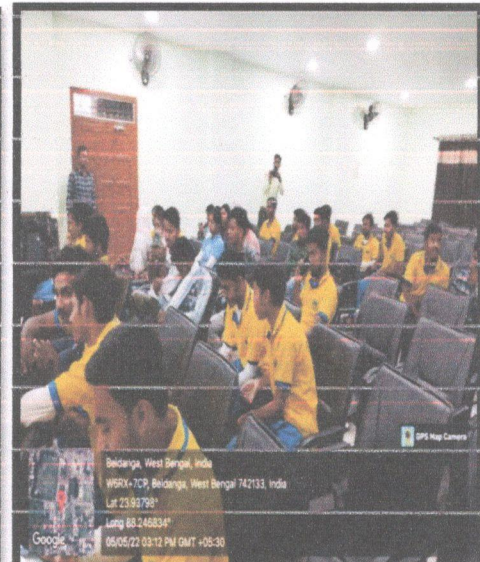 GPS Map Camera
Beldanga, West Bengal, India
W6RX+7CP, Beldanga, West Bengal 742133, India
Lat 23.93798°
Long 88.246834°
05/05/22 03:12 PM GMT +05:30
Google